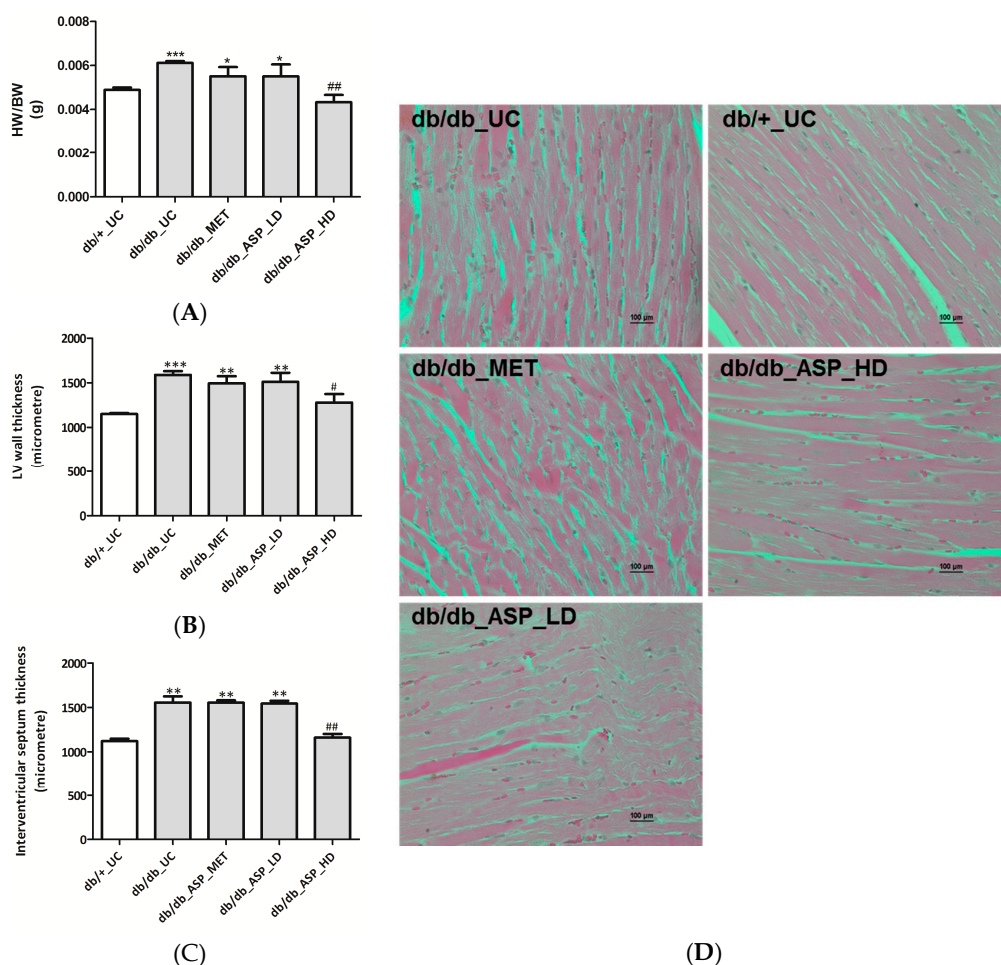 0.008
0.006
0.004
0.002
0.000
HW/BW
(g)
***
*
*
##
db/+_UC
db/db_UC
db/db_MET
db/db_ASP_LD
db/db_ASP_HD
(A)
2000
1500
1000
500
0
LV wall thickness
(micrometre)
***
**
**
#
db/+_UC
db/db_UC
db/db_MET
db/db_ASP_LD
db/db_ASP_HD
(B)
2000
1500
1000
500
0
Interventricular septum thickness
(micrometre)
**
**
**
##
db/+_UC
db/db_UC
db/db_ASP_MET
db/db_ASP_LD
db/db_ASP_HD
(C)
db/db_UC
100 µm
db/+_UC
100 µm
db/db_MET
100 µm
db/db_ASP_HD
100 µm
db/db_ASP_LD
100 µm
(D)